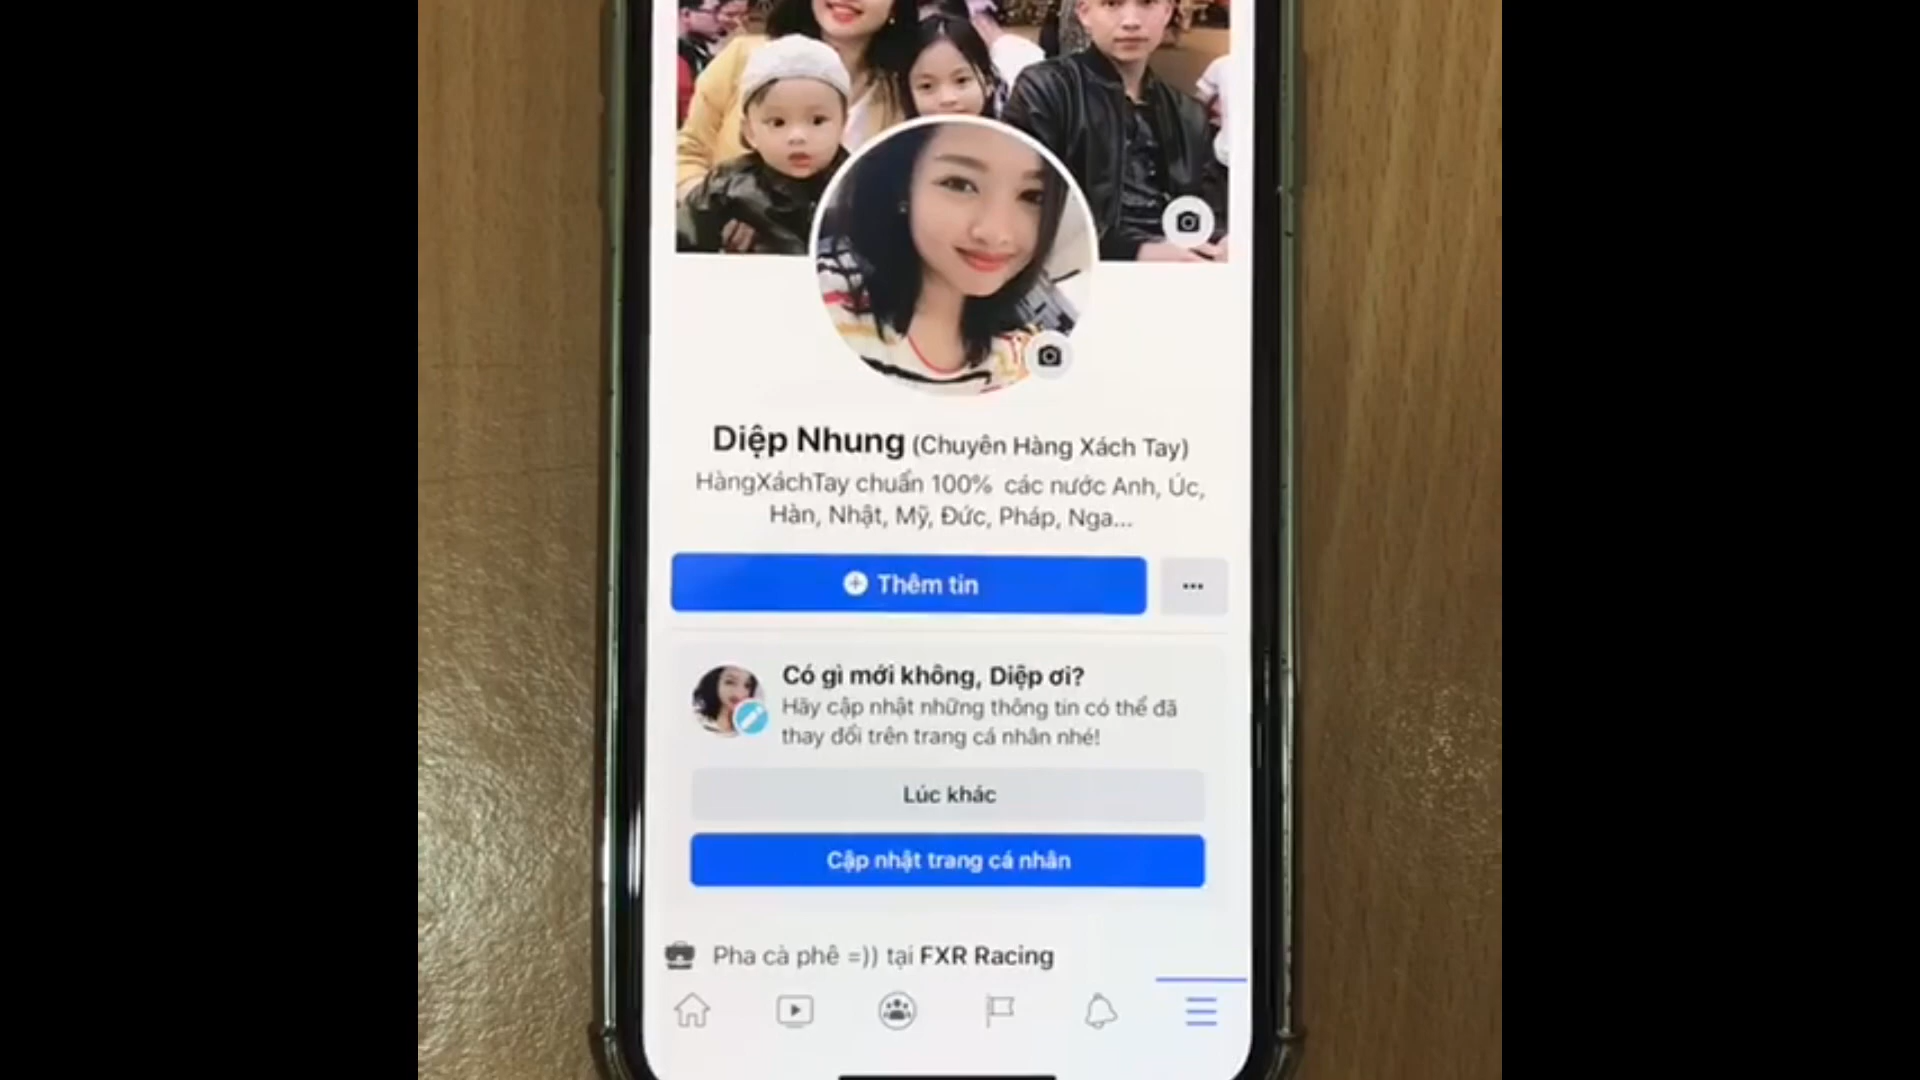 Diệp Nhung (Chuyên Hàng Xách Tay)
HàngXáchTay chuẩn 100% các nước Anh, Úc,
Hàn, Nhật, Mỹ, Đức, Pháp, Nga...
Thêm tin
Có gì mới không, Diệp ơi?
Hãy cập nhật những thông tin có thể đã
thay đổi trên trang cá nhân nhé!
Lúc khác
Cập nhật trang cá nhân
Pha cà phê =)) tại FXR Racing